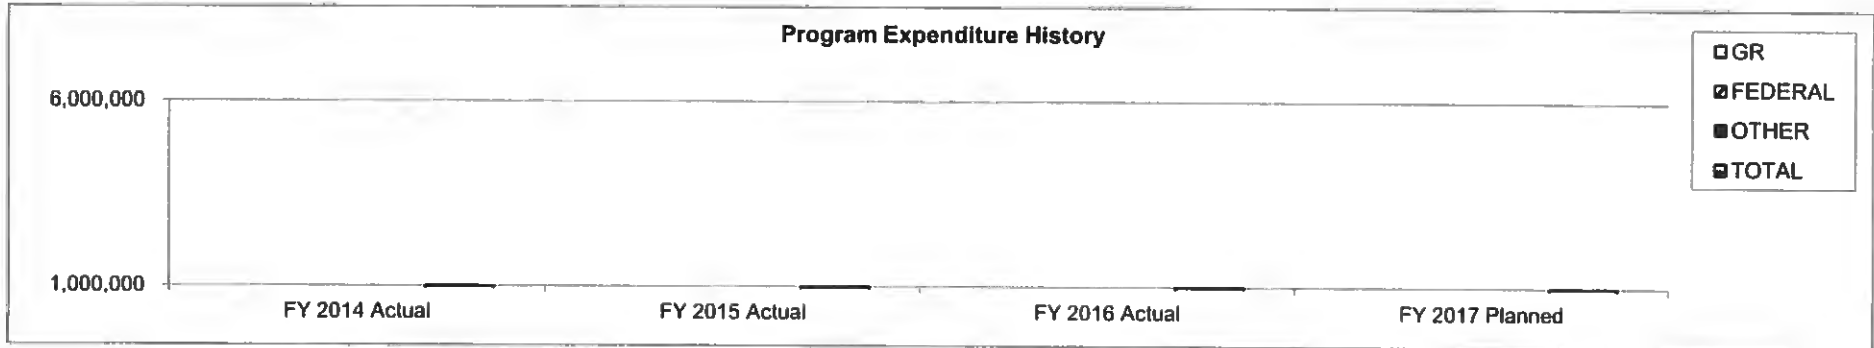 Program Expenditure History
GR
FEDERAL
OTHER
TOTAL
6,000,000
1,000,000
FY 2014 Actual
FY 2015 Actual
FY 2016 Actual
FY 2017 Planned